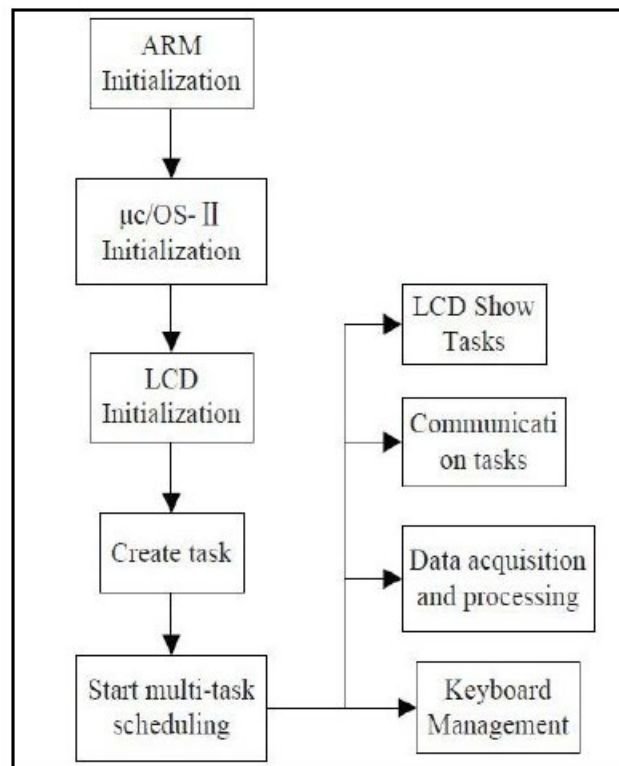 ARM
Initialization
μc/OS-Ⅱ
Initialization
LCD
Initialization
Create task
Start multi-task
scheduling
LCD Show
Tasks
Communicati
on tasks
Data acquisition
and processing
Keyboard
Management